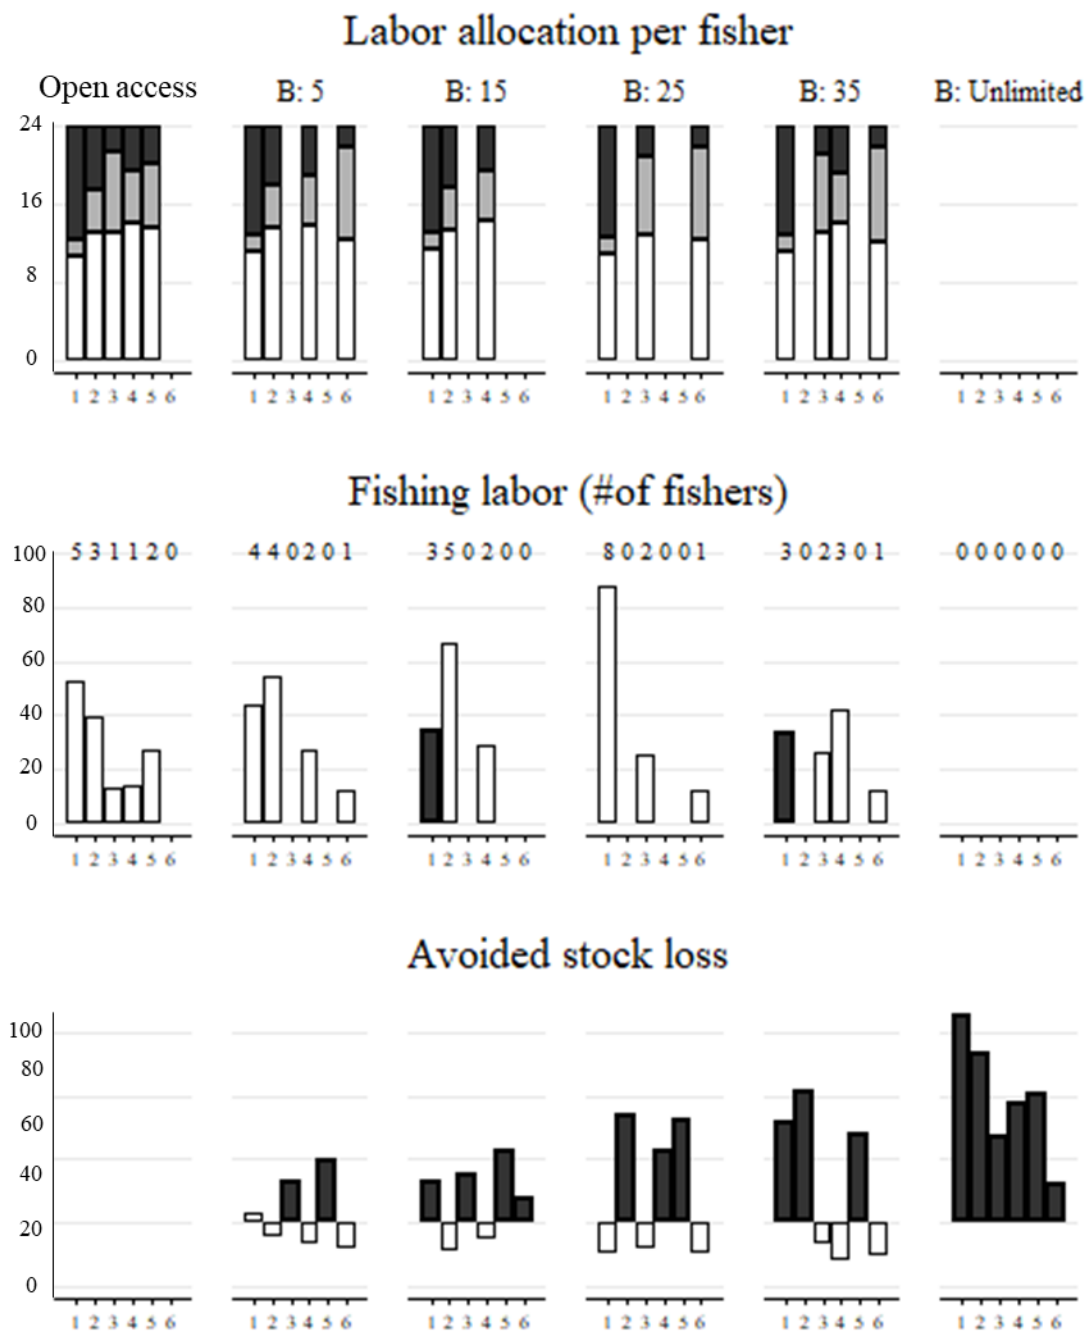 Labor allocation per fisher
Open access B: 5 B: 15 B: 25 B: 35 B: Unlimited
24
16
8
0
1 2 3 4 5 6 1 2 3 4 5 6 1 2 3 4 5 6 1 2 3 4 5 6 1 2 3 4 5 6 1 2 3 4 5 6
Fishing labor (#of fishers)
100 5 3 1 1 2 0 4 4 0 2 0 1 3 5 0 2 0 0 8 0 2 0 0 1 3 0 2 3 0 1 0 0 0 0 0 0
80
60
40
20
0
1 2 3 4 5 6 1 2 3 4 5 6 1 2 3 4 5 6 1 2 3 4 5 6 1 2 3 4 5 6 1 2 3 4 5 6
Avoided stock loss
100
80
60
40
20
0
1 2 3 4 5 6 1 2 3 4 5 6 1 2 3 4 5 6 1 2 3 4 5 6 1 2 3 4 5 6 1 2 3 4 5 6